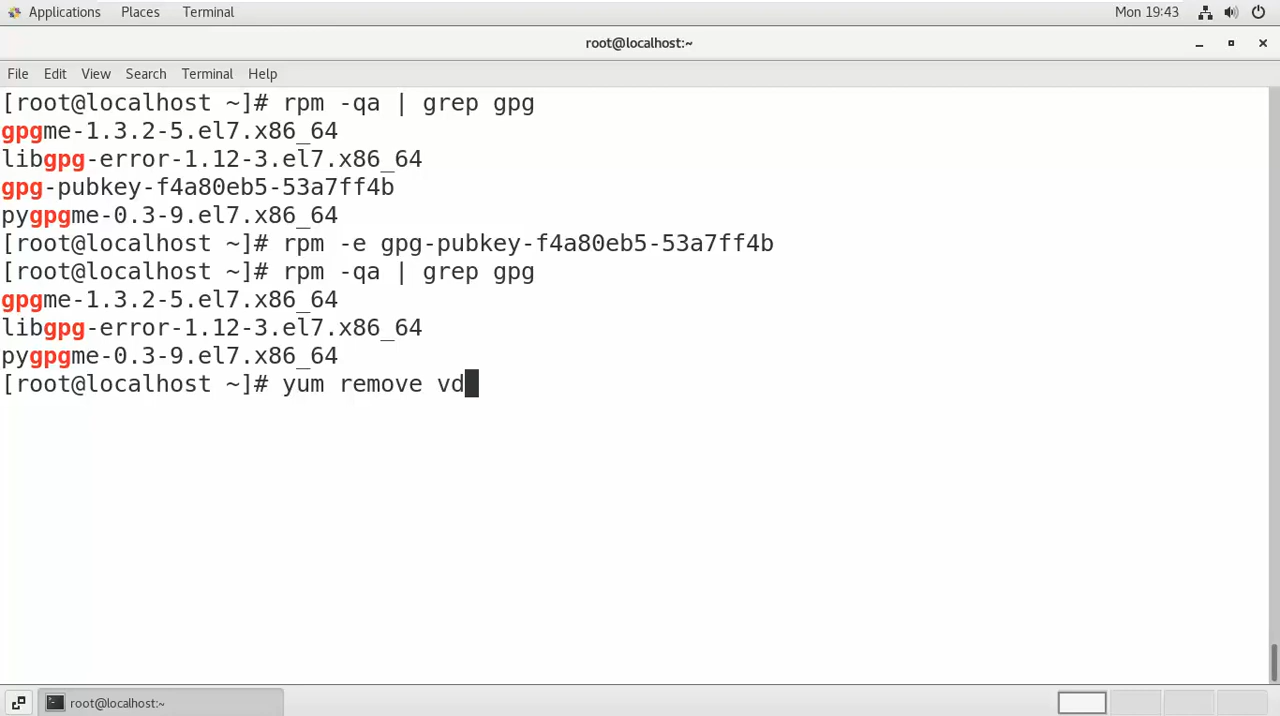 Applications Places Terminal Mon 19:43
root@localhost:~
File Edit View Search Terminal Help
[root@localhost ~]# rpm -qa | grep gpg
gpgme-1.3.2-5.el7.x86_64
libgpg-error-1.12-3.el7.x86_64
gpg-pubkey-f4a80eb5-53a7ff4b
pygpgme-0.3-9.el7.x86_64
[root@localhost ~]# rpm -e gpg-pubkey-f4a80eb5-53a7ff4b
[root@localhost ~]# rpm -qa | grep gpg
gpgme-1.3.2-5.el7.x86_64
libgpg-error-1.12-3.el7.x86_64
pygpgme-0.3-9.el7.x86_64
[root@localhost ~]# yum remove vd
root@localhost:~